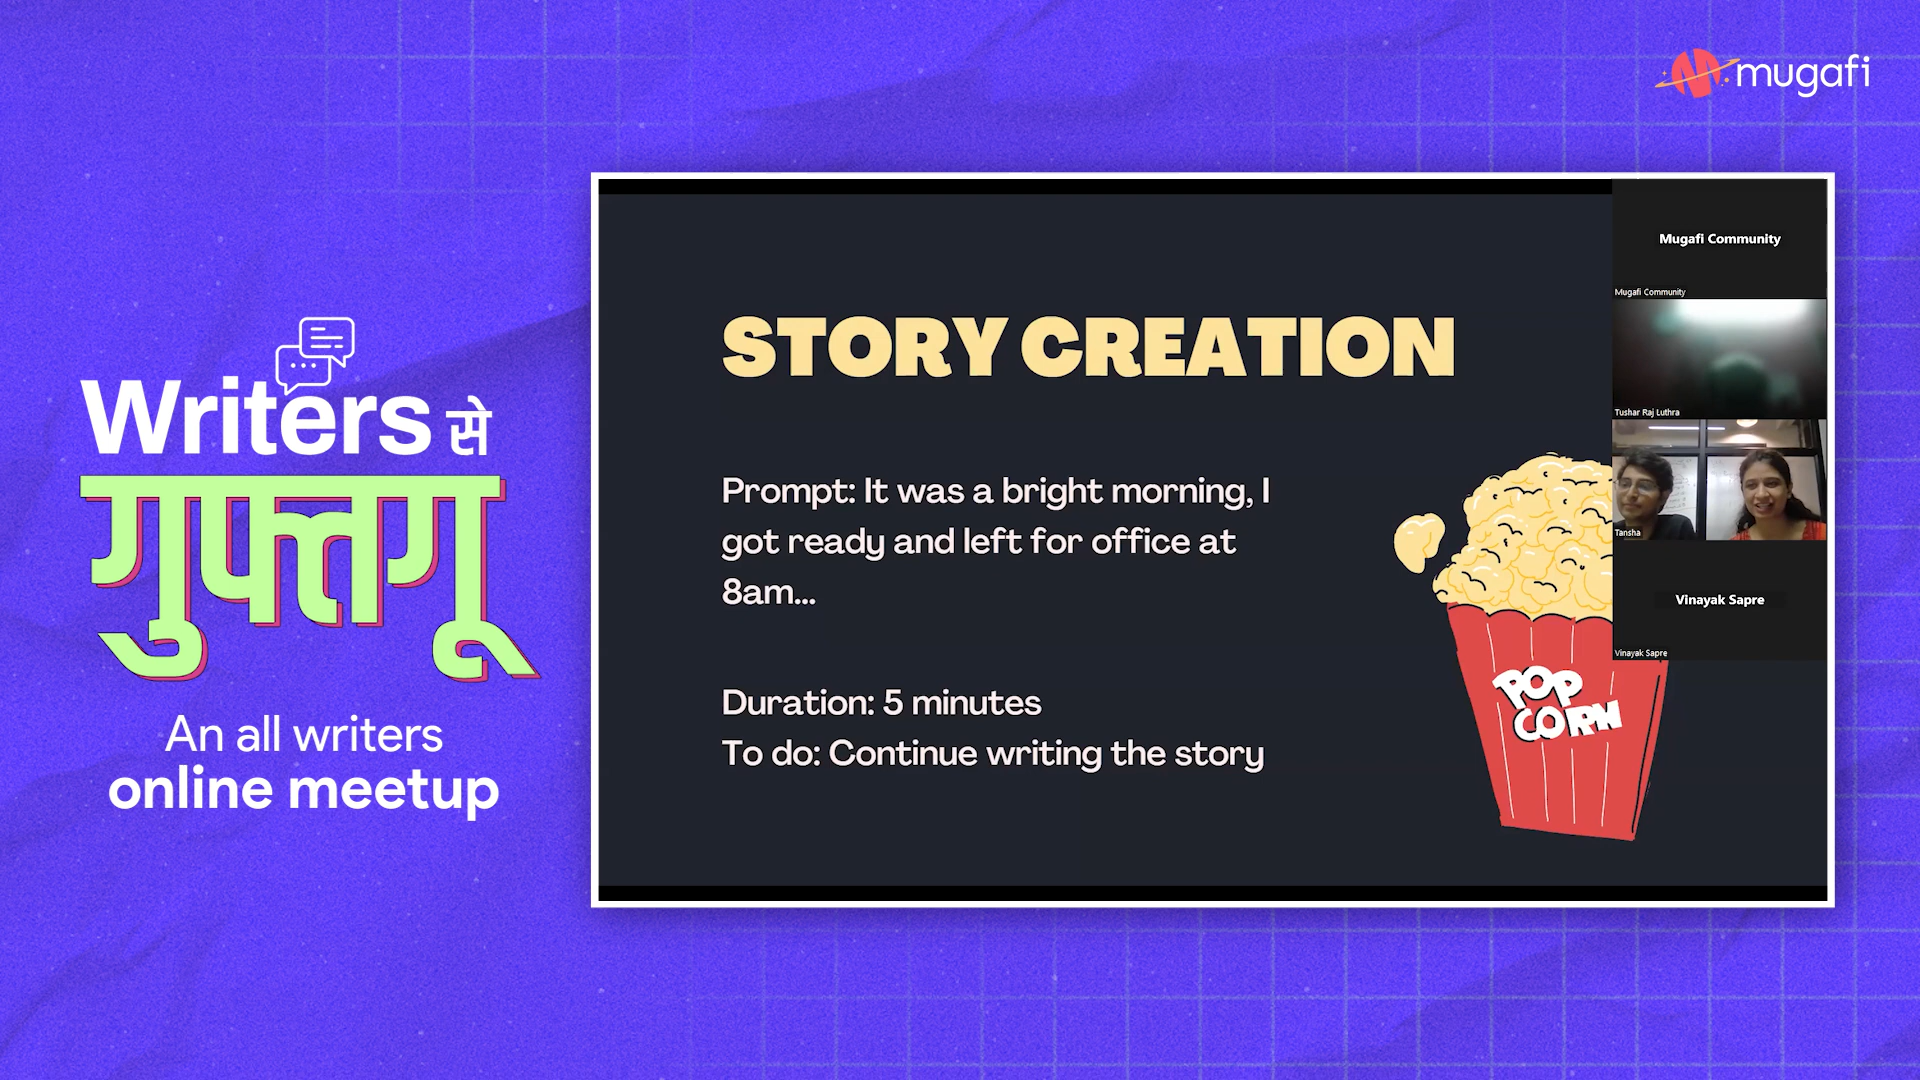 mugafi
Writers से
गुफ्तगू
An all writers
online meetup
STORY CREATION
Prompt: It was a bright morning, I
got ready and left for office at
8am...
Duration: 5 minutes
To do: Continue writing the story
POP
CORN
Mugafi Community
Mugafi Community
Tushar Raj Luthra
Tansha
Vinayak Sapre
Vinayak Sapre